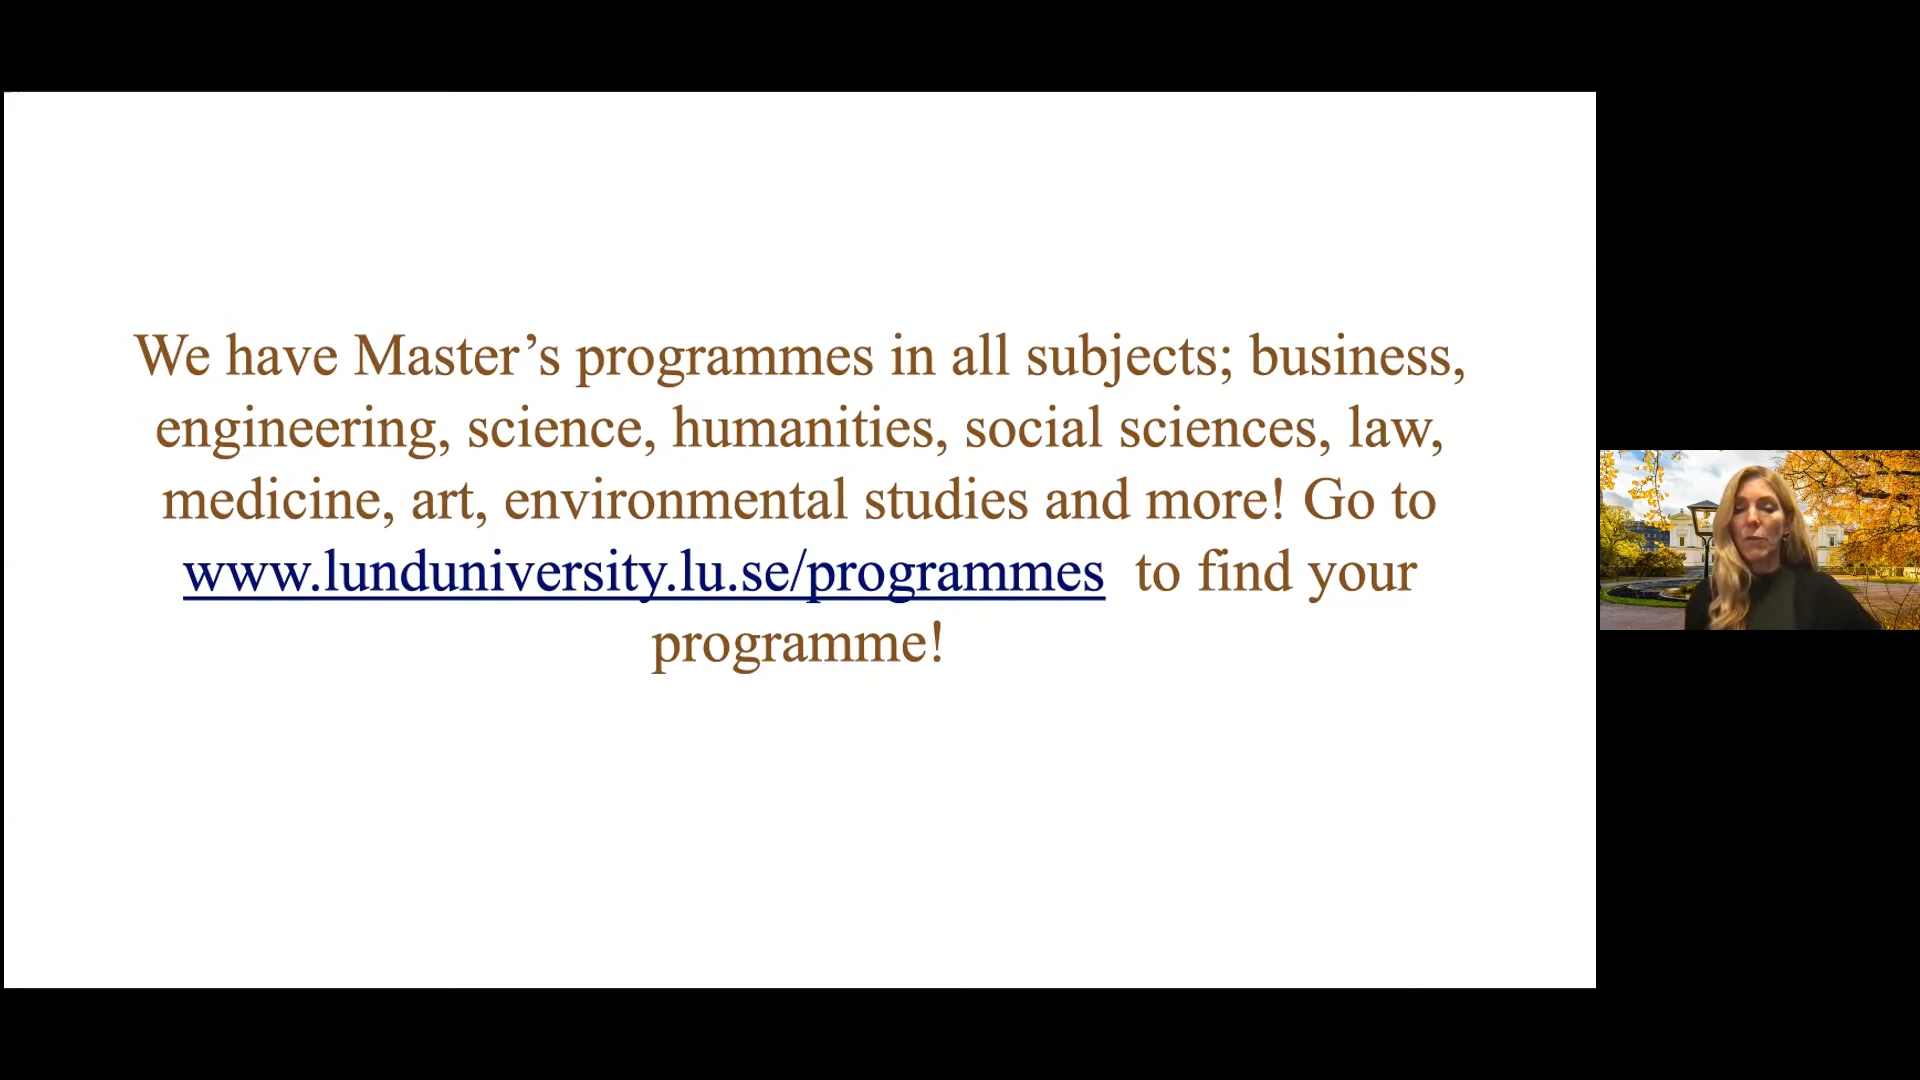 We have Master’s programmes in all subjects; business,
engineering, science, humanities, social sciences, law,
medicine, art, environmental studies and more! Go to
www.lunduniversity.lu.se/programmes to find your
programme!